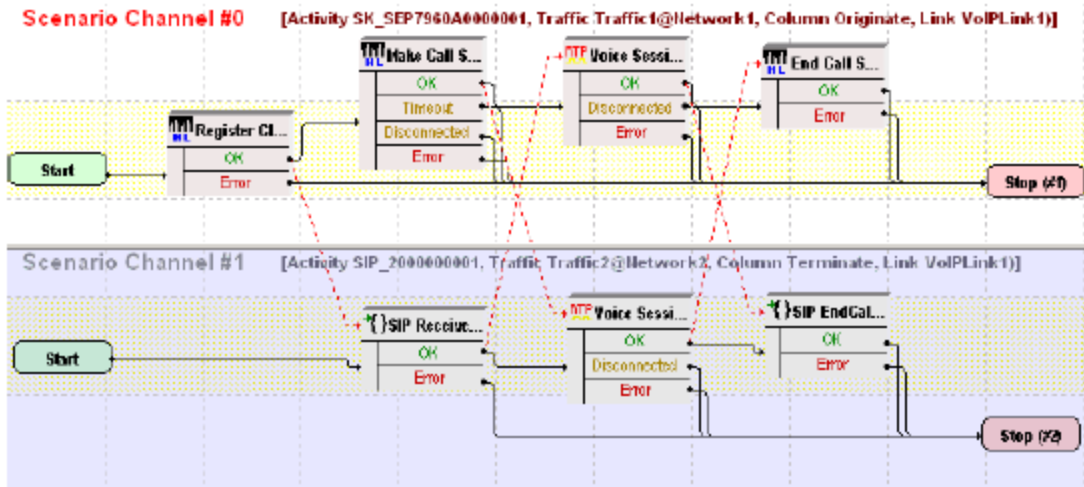 Scenario Channel #0 [Activity SK_SEP7960A0000001, Traffic Traffic1@Network1, Column Originate, Link VoIPLink1)]
Make Call S...
OK
Timeout
Disconnected
Error
RTP Voice Sessi...
OK
Disconnected
Error
End Call S...
OK
Error
Register Cl...
OK
Error
Start
Stop (#1)
Scenario Channel #1 [Activity SIP_2000000001, Traffic Traffic2@Network2, Column Terminate, Link VoIPLink1)]
{}SIP Receive...
OK
Error
RTP Voice Sessi...
OK
Disconnected
Error
{}SIP EndCal...
OK
Error
Start
Stop (#2)